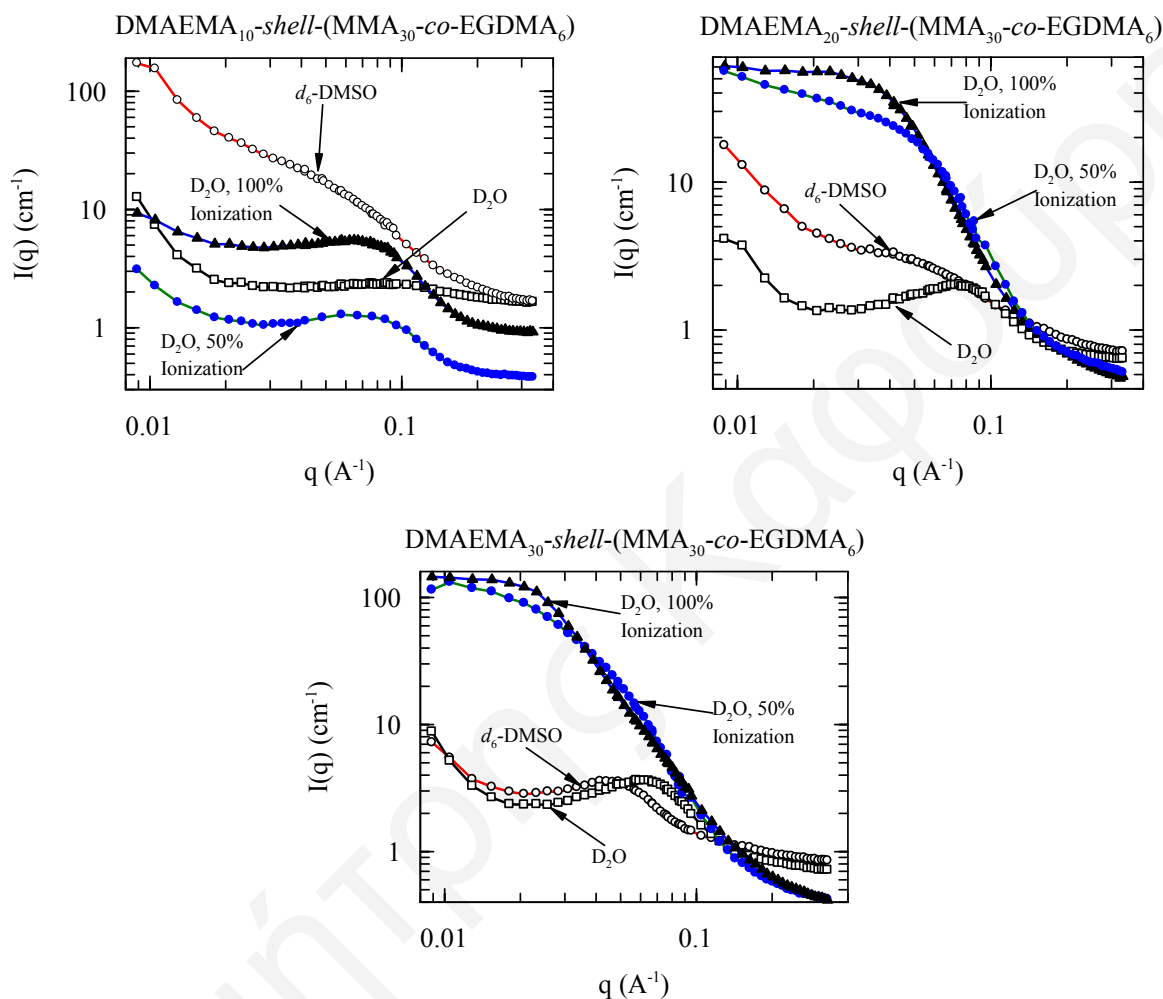 DMAEMA₁₀-shell-(MMA₃₀-co-EGDMA₆)
I(q) (cm⁻¹)
100
10
1
d₆-DMSO
D₂O, 100%
Ionization
D₂O
D₂O, 50%
Ionization
0.01
0.1
q (A⁻¹)
DMAEMA₂₀-shell-(MMA₃₀-co-EGDMA₆)
I(q) (cm⁻¹)
10
1
D₂O, 100%
Ionization
d₆-DMSO
D₂O, 50%
Ionization
D₂O
0.01
0.1
q (A⁻¹)
DMAEMA₃₀-shell-(MMA₃₀-co-EGDMA₆)
I(q) (cm⁻¹)
100
10
1
D₂O, 100%
Ionization
D₂O, 50%
Ionization
d₆-DMSO
D₂O
0.01
0.1
q (A⁻¹)